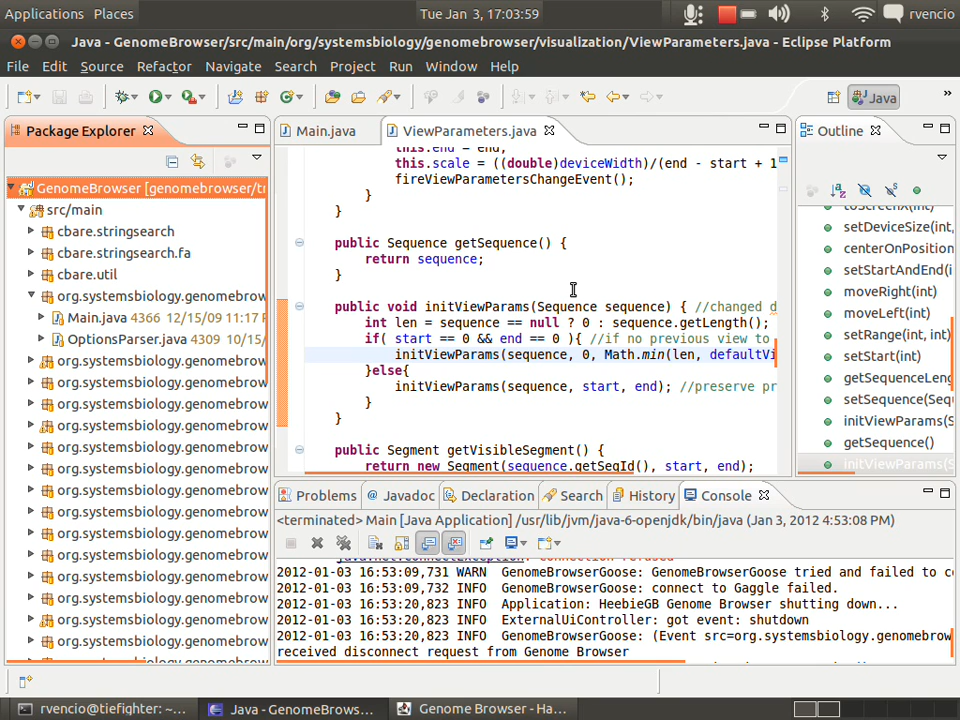 Applications Places Tue Jan 3, 17:03:59 rvencio
Java - GenomeBrowser/src/main/org/systemsbiology/genomebrowser/visualization/ViewParameters.java - Eclipse Platform
File Edit Source Refactor Navigate Search Project Run Window Help
Java »
Package Explorer
GenomeBrowser [genomebrowser/tr
src/main
cbare.stringsearch
cbare.stringsearch.fa
cbare.util
org.systemsbiology.genomebrow
Main.java 4366 12/15/09 11:17 P
OptionsParser.java 4309 10/15/
org.systemsbiology.genomebrow
org.systemsbiology.genomebrow
org.systemsbiology.genomebrow
org.systemsbiology.genomebrow
org.systemsbiology.genomebrow
org.systemsbiology.genomebrow
org.systemsbiology.genomebrow
org.systemsbiology.genomebrow
org.systemsbiology.genomebrow
org.systemsbiology.genomebrow
org.systemsbiology.genomebrow
org.systemsbiology.genomebrow
org.systemsbiology.genomebrow
org.systemsbiology.genomebrow
Main.java ViewParameters.java
this.end = end;
this.scale = ((double)deviceWidth)/(end - start + 1
fireViewParametersChangeEvent();
}
}
public Sequence getSequence() {
return sequence;
}
public void initViewParams(Sequence sequence) { //changed d
int len = sequence == null ? 0 : sequence.getLength();
if( start == 0 && end == 0 ){ //if no previous view to
initViewParams(sequence, 0, Math.min(len, defaultVi
}else{
initViewParams(sequence, start, end); //preserve pr
}
}
public Segment getVisibleSegment() {
return new Segment(sequence.getSeqId(), start, end);
Outline
toScreenX(int)
setDeviceSize(int,
centerOnPosition
setStartAndEnd(i
moveRight(int)
moveLeft(int)
setRange(int, int)
setStart(int)
getSequenceLeng
setSequence(Sequ
initViewParams(S
getSequence()
initViewParams(S
Problems @ Javadoc Declaration Search History Console
<terminated> Main [Java Application] /usr/lib/jvm/java-6-openjdk/bin/java (Jan 3, 2012 4:53:08 PM)
java.net.ConnectException: Connection refused
2012-01-03 16:53:09,731 WARN GenomeBrowserGoose: GenomeBrowserGoose tried and failed to co
2012-01-03 16:53:09,732 INFO GenomeBrowserGoose: connect to Gaggle failed.
2012-01-03 16:53:20,823 INFO Application: HeebieGB Genome Browser shutting down...
2012-01-03 16:53:20,823 INFO ExternalUiController: got event: shutdown
2012-01-03 16:53:20,823 INFO GenomeBrowserGoose: (Event src=org.systemsbiology.genomebrow
received disconnect request from Genome Browser
rvencio@tiefighter: ~... Java - GenomeBrows... Genome Browser - Ha...